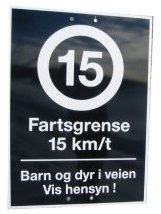 15
Fartsgrense
15 km/t
Barn og dyr i veien
Vis hensyn !